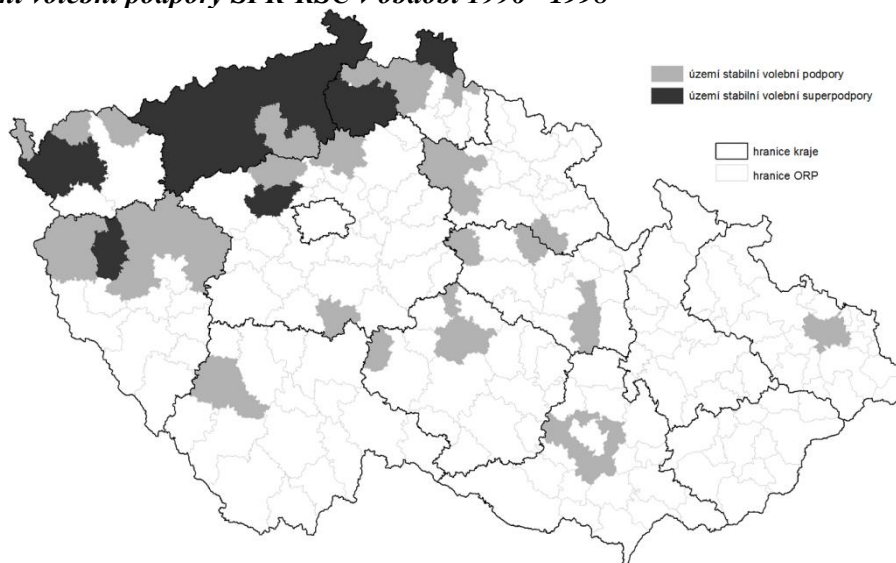 volební podpory SPR-RSČ v období 1990 - 1998
území stabilní volební podpory
území stabilní volební superpodpory
hranice kraje
hranice ORP